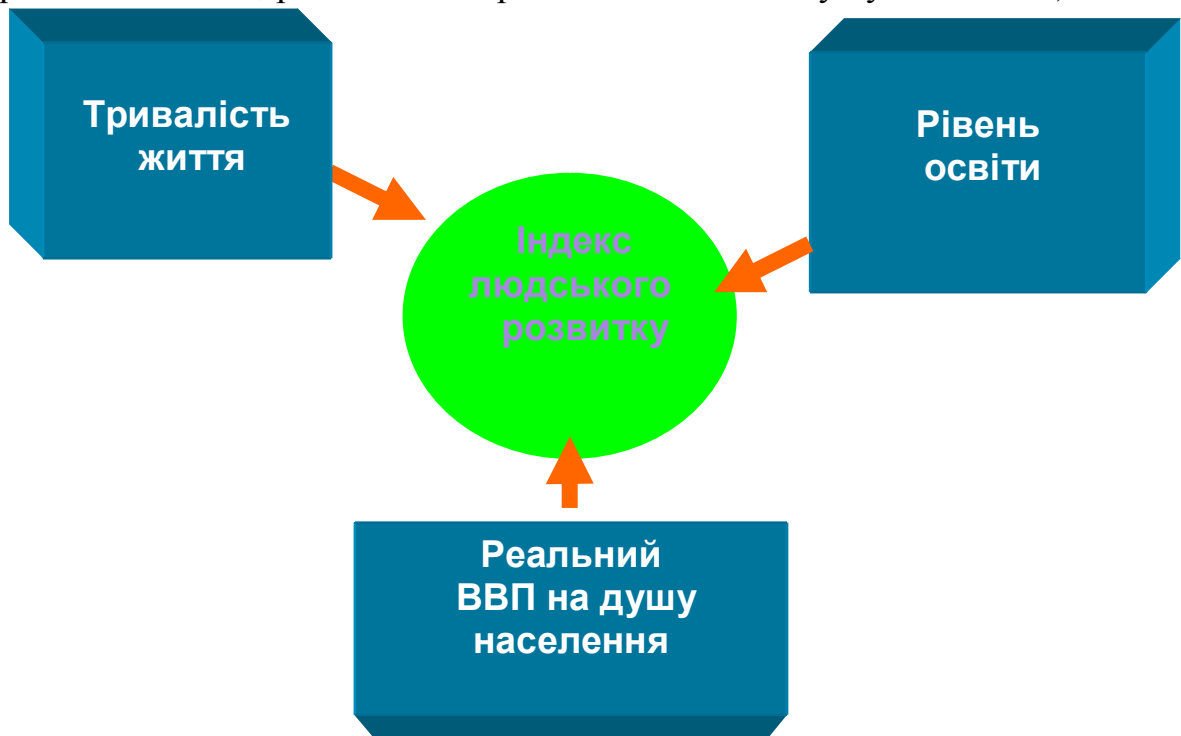 Тривалість
життя
Рівень
освіти
Індекс
людського
розвитку
Реальний
ВВП на душу
населення